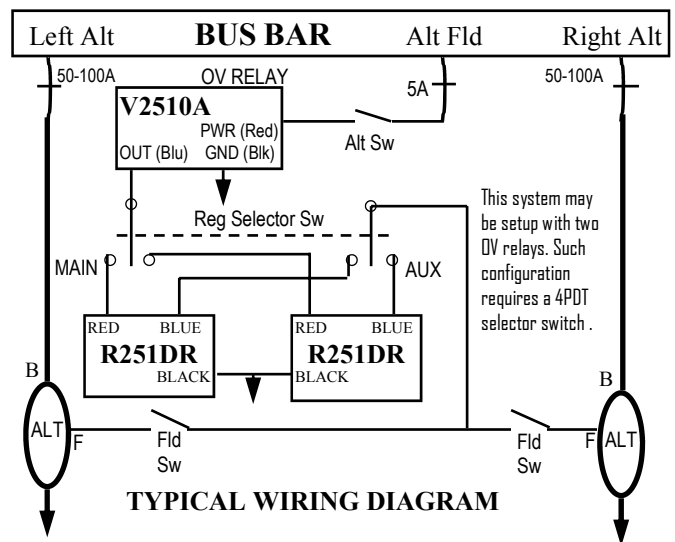 Left Alt BUS BAR Alt Fld Right Alt
50-100A
OV RELAY
5A
50-100A
V2510A
PWR (Red)
OUT (Blu) GND (Blk)
Alt Sw
Reg Selector Sw
This system may
be setup with two
OV relays. Such
configuration
requires a 4PDT
selector switch .
MAIN
AUX
RED BLUE
R251DR
BLACK
RED BLUE
R251DR
BLACK
B
ALT
F
Fld
Sw
Fld
Sw
B
F
ALT
TYPICAL WIRING DIAGRAM